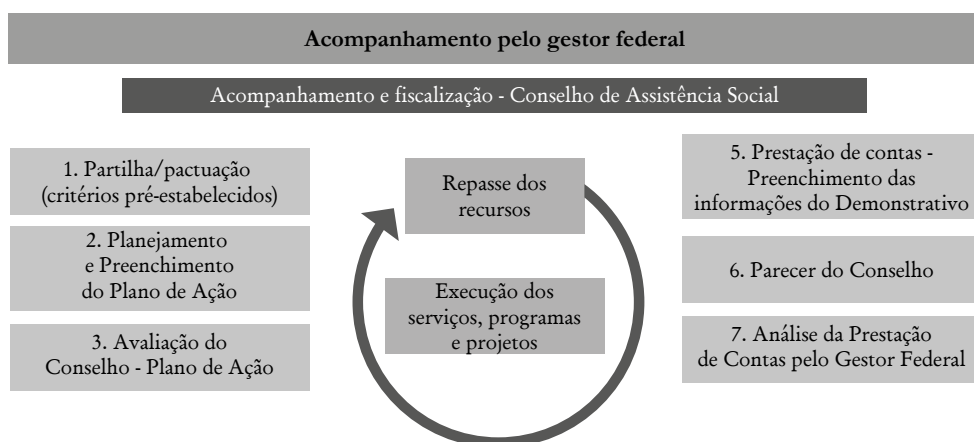 Acompanhamento pelo gestor federal
Acompanhamento e fiscalização - Conselho de Assistência Social
1. Partilha/pactuação
(critérios pré-estabelecidos)
2. Planejamento
e Preenchimento
do Plano de Ação
3. Avaliação do
Conselho - Plano de Ação
Repasse dos
recursos
Execução dos
serviços, programas
e projetos
5. Prestação de contas -
Preenchimento das
informações do Demonstrativo
6. Parecer do Conselho
7. Análise da Prestação
de Contas pelo Gestor Federal